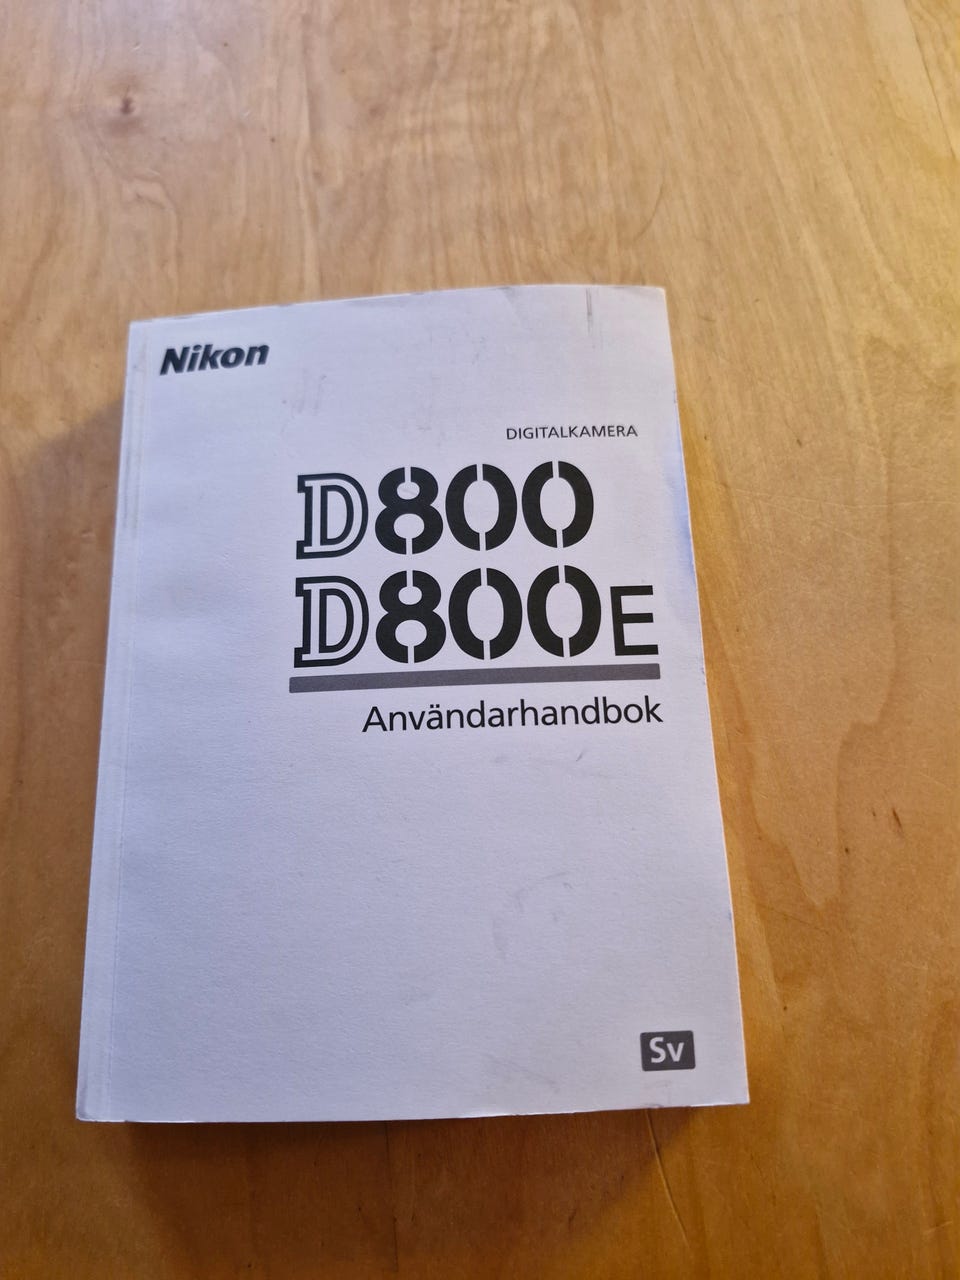 Nikon
DIGITALKAMERA
D800
D800E
Användarhandbok
Sv